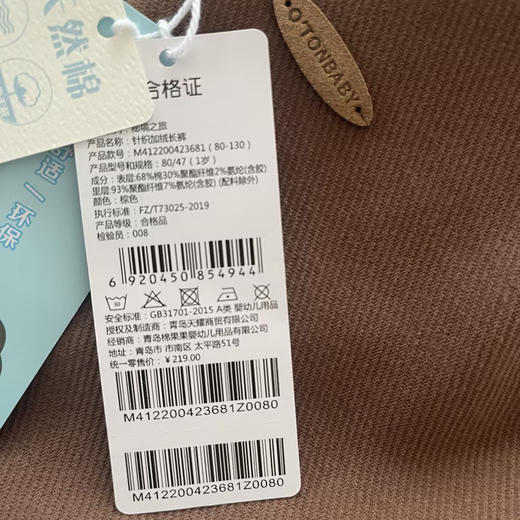 天然棉
舒适 | 环保
O'TONBABY
合格证
秘境之旅
产品名称:针织加绒长裤
产品款号:M412200423681 (80-130)
产品型号和规格:80/47 (1岁)
成分:表层:68%棉30%聚酯纤维2%氨纶(含胶)
里层:93%聚酯纤维7%氨纶(含胶) (配料除外)
颜色:棕色
执行标准:FZ/T73025-2019
产品等级:合格品
检验员:008
6 920450 854944
30
安全标准:GB31701-2015 A类 婴幼儿用品
授权及制造商:青岛天耀商贸有限公司
经销商:青岛棉果果婴幼儿用品有限公司
地址:青岛市 市南区 太平路51号
统一零售价:¥219.00
M412200423681Z0080
M412200423681Z0080